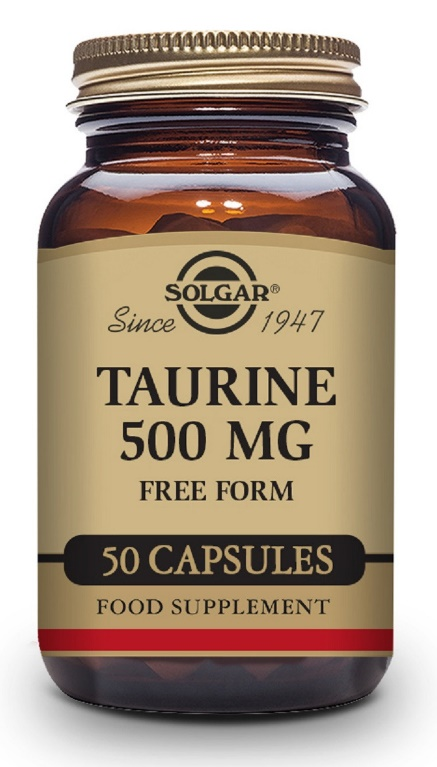 SOLGAR®
Since 1947
TAURINE
500 MG
FREE FORM
50 CAPSULES
FOOD SUPPLEMENT